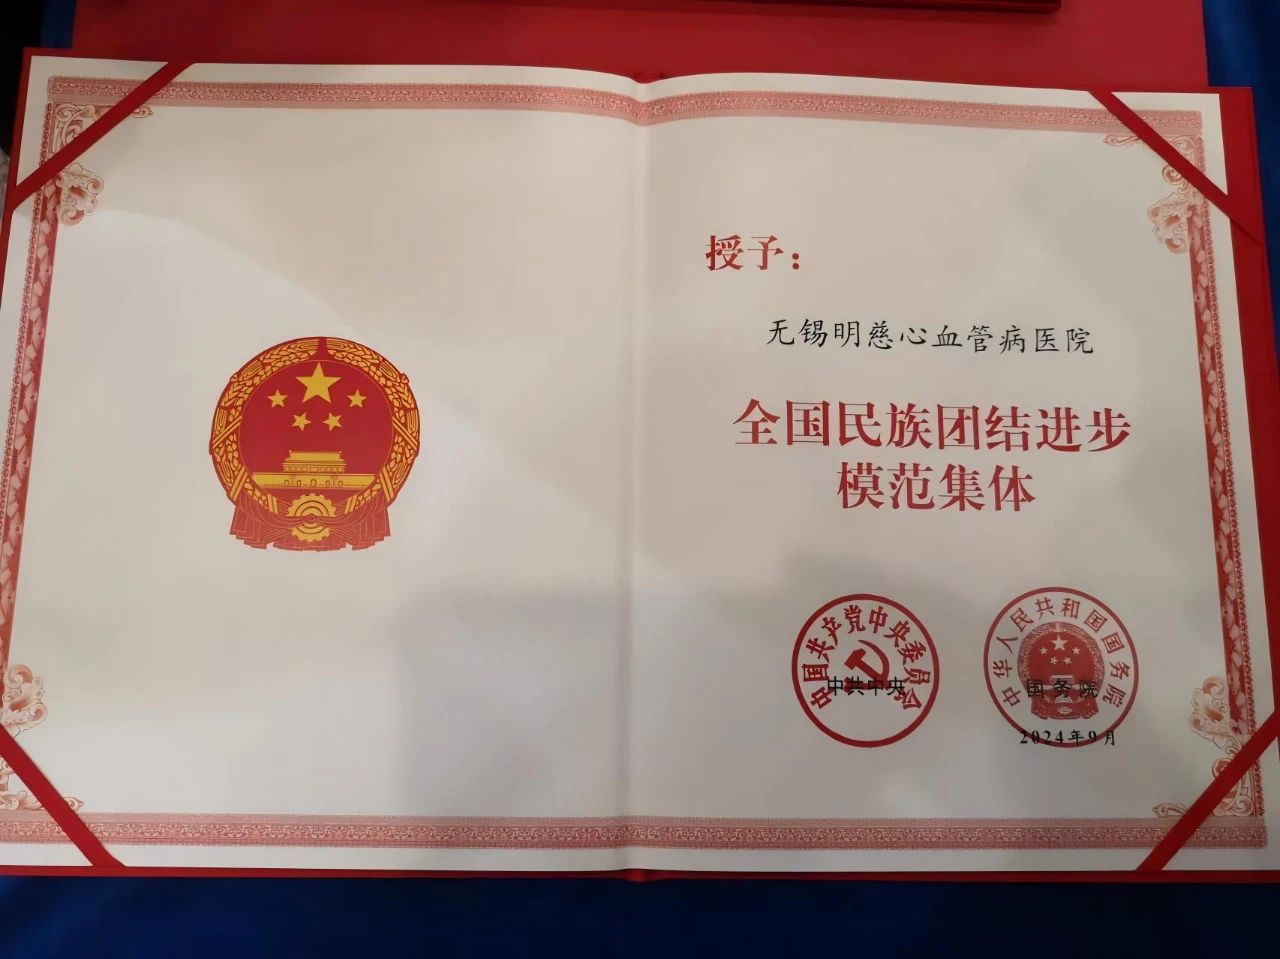 授予：
无锡明慈心血管病医院
全国民族团结进步
模范集体
中国共产党中央委员会
中共中央
中华人民共和国国务院
国务院
2024年9月